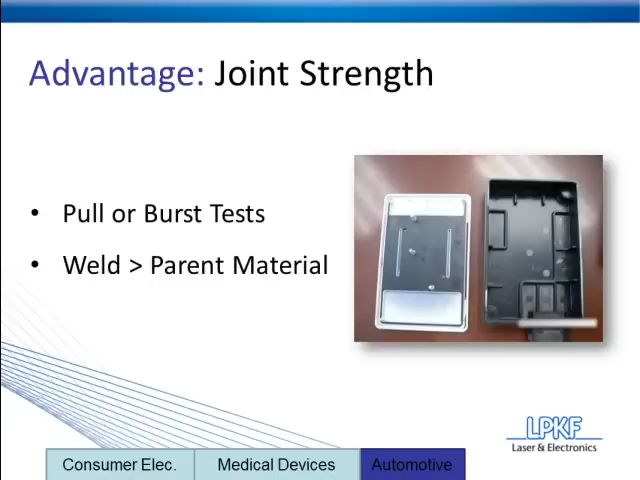 Advantage: Joint Strength
• Pull or Burst Tests
• Weld > Parent Material
LPKF
Laser & Electronics
Consumer Elec.
Medical Devices
Automotive